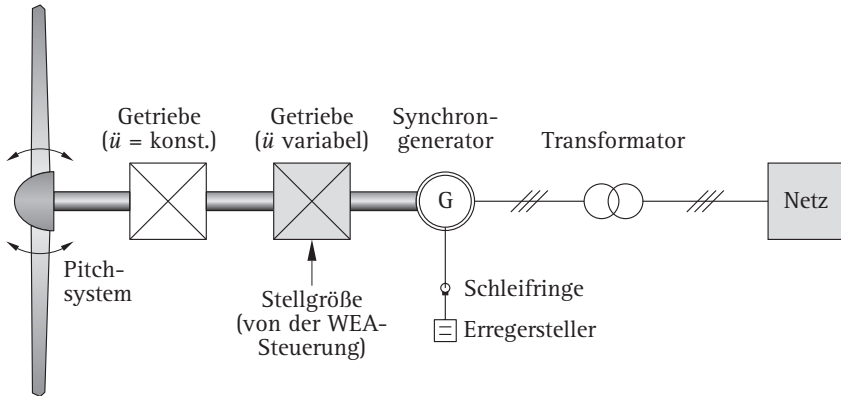 Getriebe
(ü = konst.)
Getriebe
(ü variabel)
Synchron-
generator
Transformator
G
Netz
Pitch-
system
Stellgröße
(von der WEA-
Steuerung)
Schleifringe
=
Erregersteller